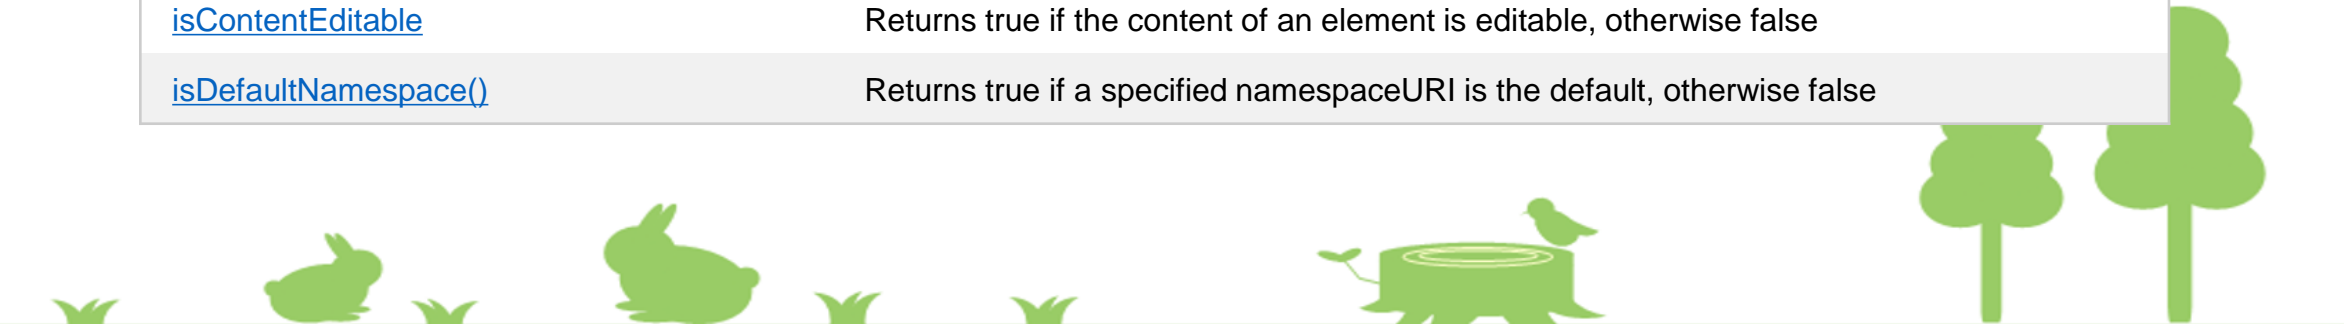 isContentEditable Returns true if the content of an element is editable, otherwise false
isDefaultNamespace() Returns true if a specified namespaceURI is the default, otherwise false